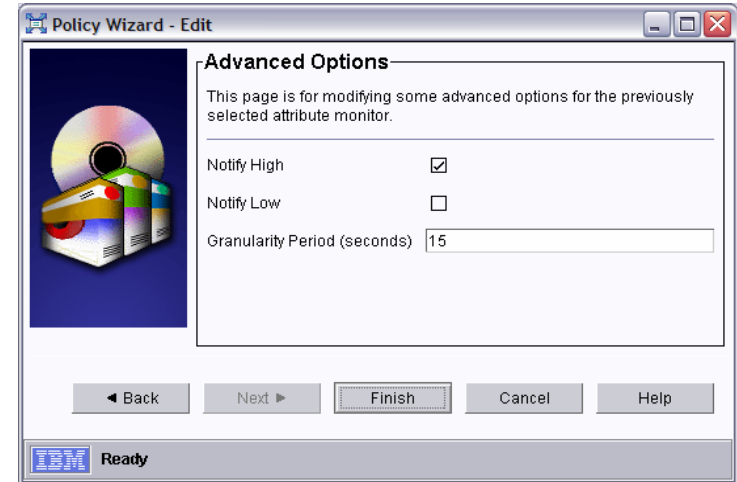 Policy Wizard - Edit
Advanced Options
This page is for modifying some advanced options for the previously
selected attribute monitor.
Notify High
Notify Low
Granularity Period (seconds) 15
Back Next Finish Cancel Help
IBM Ready